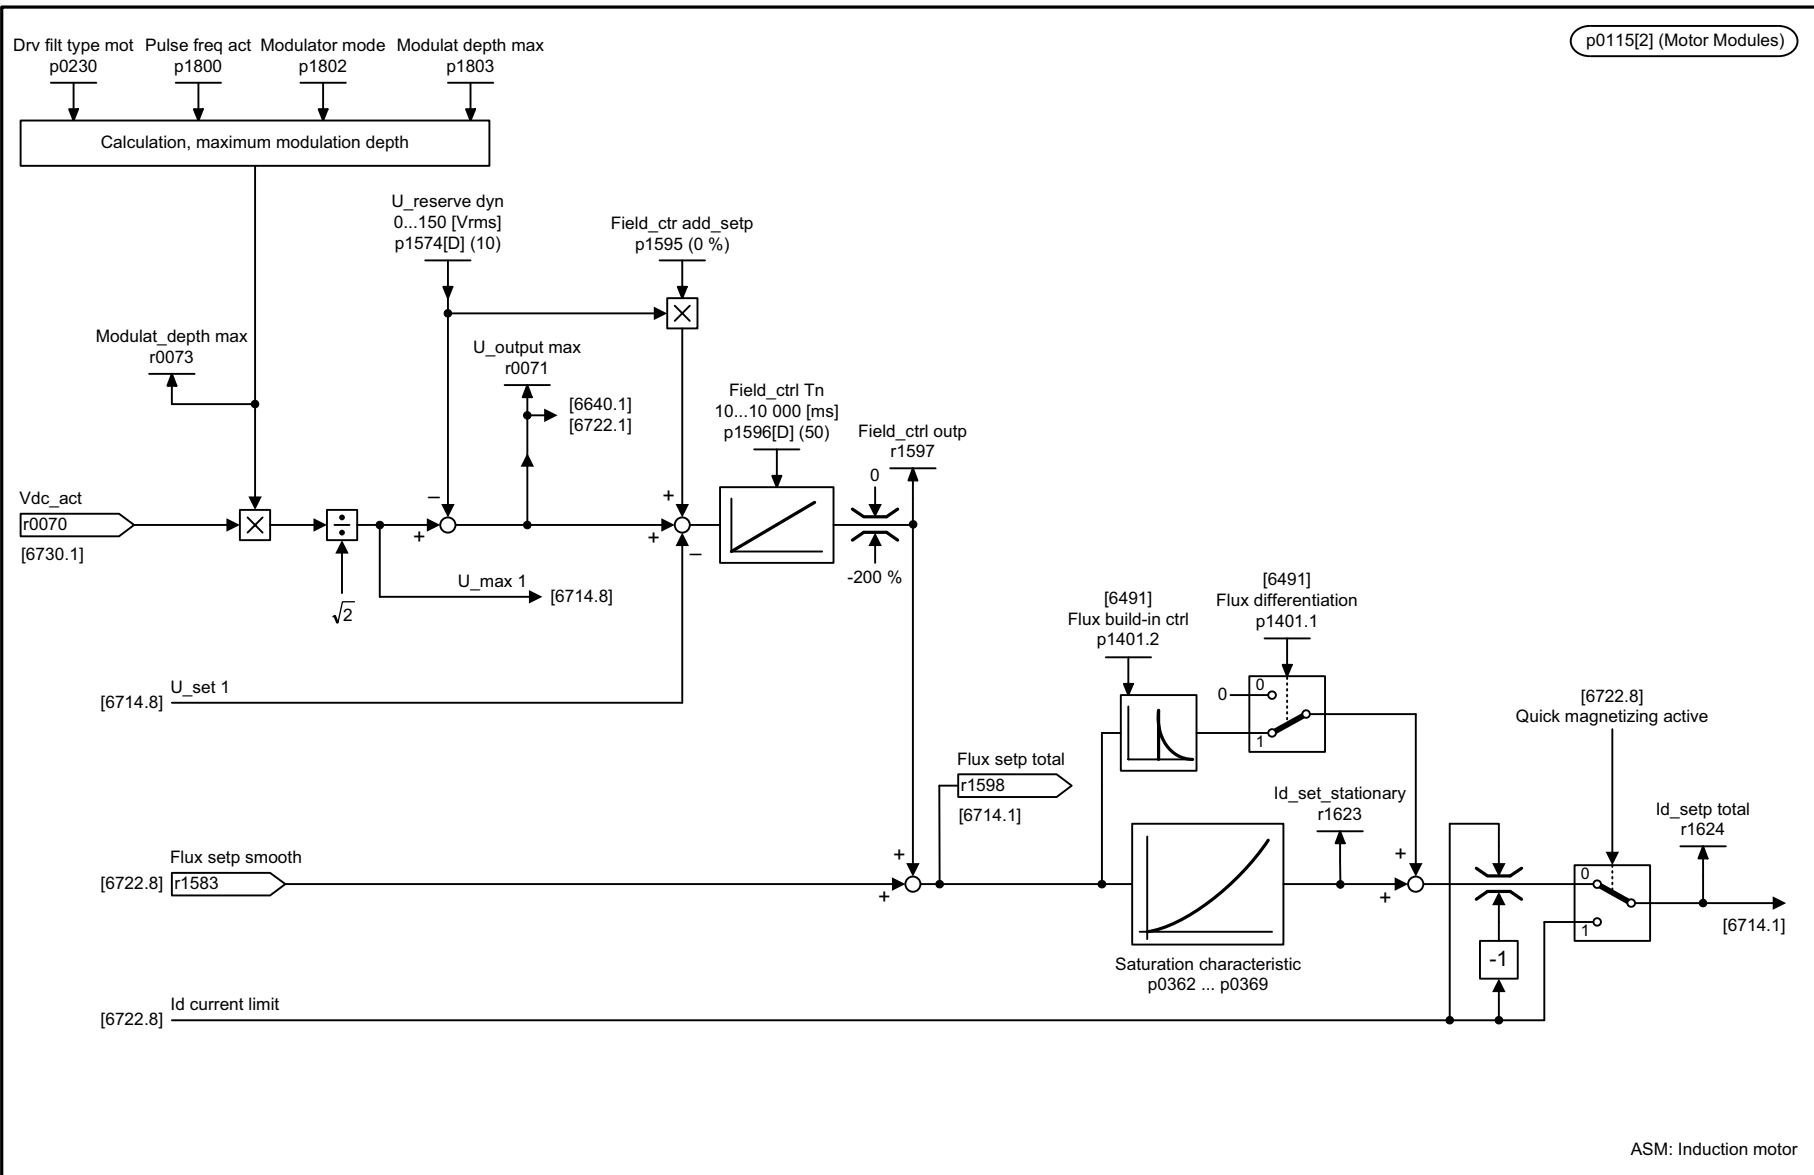 p0115[2] (Motor Modules)
Drv filt type mot
p0230
Pulse freq act
p1800
Modulator mode
p1802
Modulat depth max
p1803
Calculation, maximum modulation depth
U_reserve dyn
0...150 [Vrms]
p1574[D] (10)
Field_ctr add_setp
p1595 (0 %)
Modulat_depth max
r0073
U_output max
r0071
[6640.1]
[6722.1]
Field_ctrl Tn
10...10 000 [ms]
p1596[D] (50)
Field_ctrl outp
r1597
0
-200 %
Vdc_act
r0070
[6730.1]
√2
+
–
+
+
–
U_max 1
[6714.8]
[6714.8]
U_set 1
[6491]
Flux build-in ctrl
p1401.2
[6491]
Flux differentiation
p1401.1
0
0
1
[6722.8]
Quick magnetizing active
Flux setp total
r1598
[6714.1]
Id_set_stationary
r1623
Id_setp total
r1624
Flux setp smooth
[6722.8]
r1583
+
+
+
+
0
1
[6714.1]
-1
Saturation characteristic
p0362 ... p0369
Id current limit
[6722.8]
ASM: Induction motor